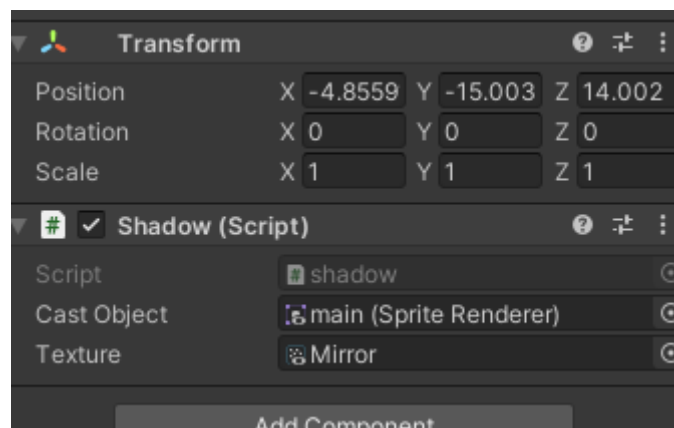 Transform
Position X -4.8559 Y -15.003 Z 14.002
Rotation X 0 Y 0 Z 0
Scale X 1 Y 1 Z 1
# Shadow (Script)
Script # shadow
Cast Object main (Sprite Renderer)
Texture Mirror
Add Component